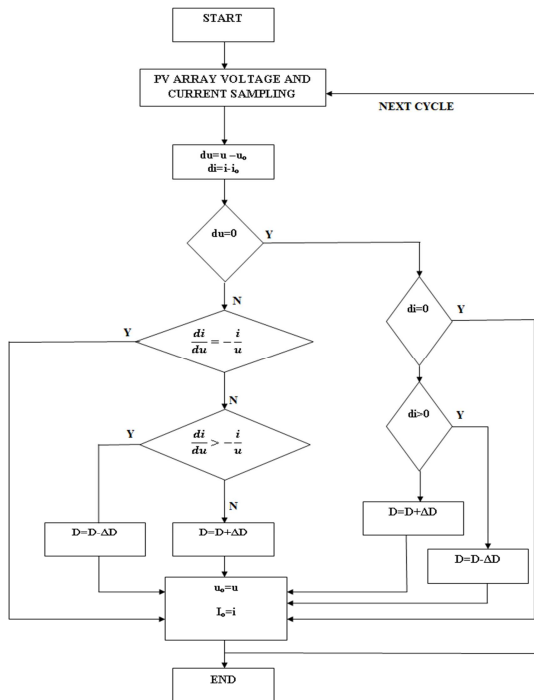 START
PV ARRAY VOLTAGE AND
CURRENT SAMPLING
NEXT CYCLE
du=u –uₒ
di=i-iₒ
du=0
Y
N
di=0
Y
Y
di/du = − i/u
N
di>0
Y
Y
di/du > − i/u
N
D=D+ΔD
D=D-ΔD
D=D+ΔD
D=D-ΔD
uₒ=u
Iₒ=i
END